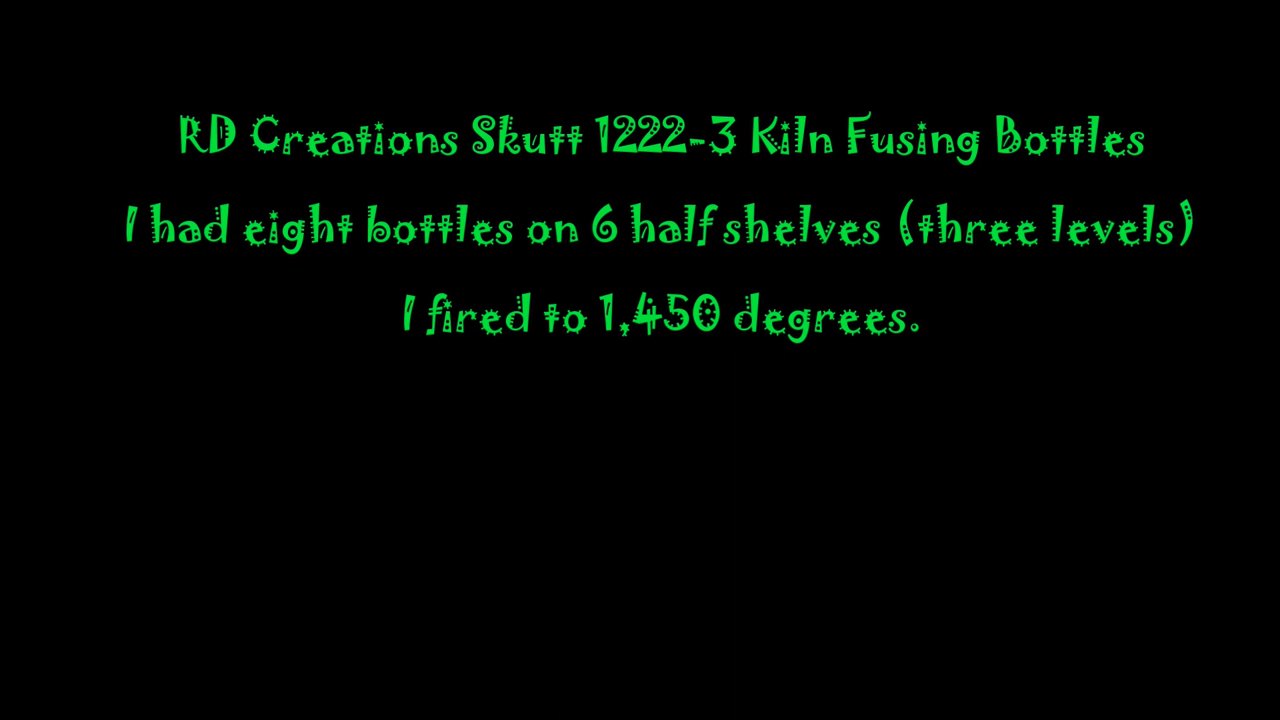 RD Creations Skutt 1222-3 Kiln Fusing Bottles
I had eight bottles on 6 half shelves (three levels)
I fired to 1,450 degrees.